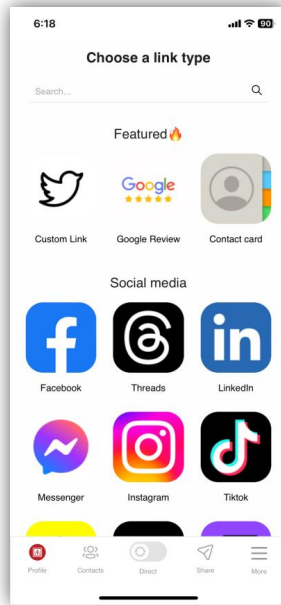 6:18
90
Choose a link type
Search...
Featured🔥
Google
Custom Link
Google Review
Contact card
Social media
in
Facebook
Threads
LinkedIn
Messenger
Instagram
Tiktok
Profile
Contacts
Direct
Share
More